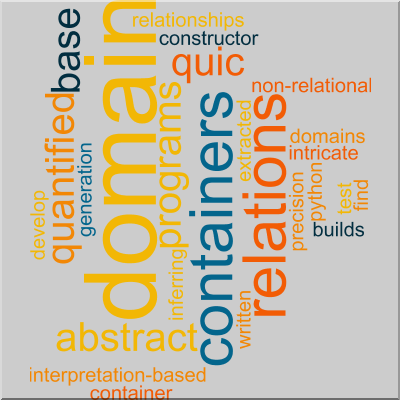 relationships
constructor
base
domain
quic
non-relational
quantified
programs
containers
extracted
relations
domains
intricate
generation
precision
python
test
find
develop
builds
inferring
written
abstract
interpretation-based
container